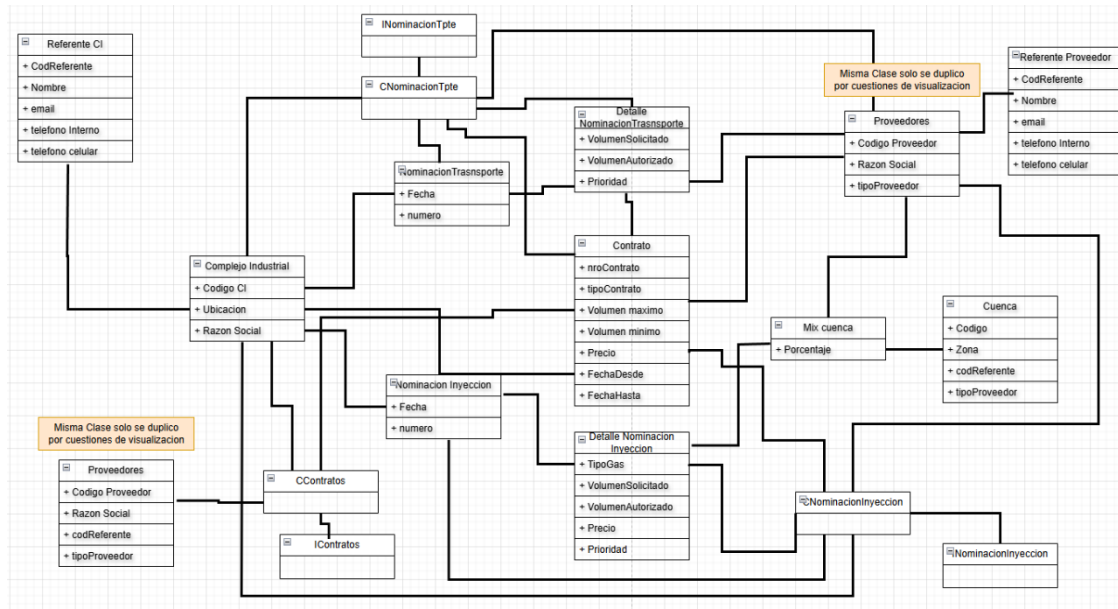 INominacionTpte
Referente CI
+ CodReferente
+ Nombre
+ email
+ telefono Interno
+ telefono celular
CNominacionTpte
Misma Clase solo se duplico
por cuestiones de visualizacion
Referente Proveedor
+ CodReferente
+ Nombre
+ email
+ telefono Interno
+ telefono celular
Detalle
NominacionTrasnsporte
+ VolumenSolicitado
+ VolumenAutorizado
+ Prioridad
Proveedores
+ Codigo Proveedor
+ Razon Social
+ tipoProveedor
NominacionTrasnsporte
+ Fecha
+ numero
Complejo Industrial
+ Codigo CI
+ Ubicacion
+ Razon Social
Contrato
+ nroContrato
+ tipoContrato
+ Volumen maximo
+ Volumen minimo
+ Precio
+ FechaDesde
+ FechaHasta
Mix cuenca
+ Porcentaje
Cuenca
+ Codigo
+ Zona
+ codReferente
+ tipoProveedor
Nominacion Inyeccion
+ Fecha
+ numero
Misma Clase solo se duplico
por cuestiones de visualizacion
Proveedores
+ Codigo Proveedor
+ Razon Social
+ codReferente
+ tipoProveedor
CContratos
IContratos
Detalle Nominacion
Inyeccion
+ TipoGas
+ VolumenSolicitado
+ VolumenAutorizado
+ Precio
+ Prioridad
CNominacionInyeccion
INominacionInyeccion